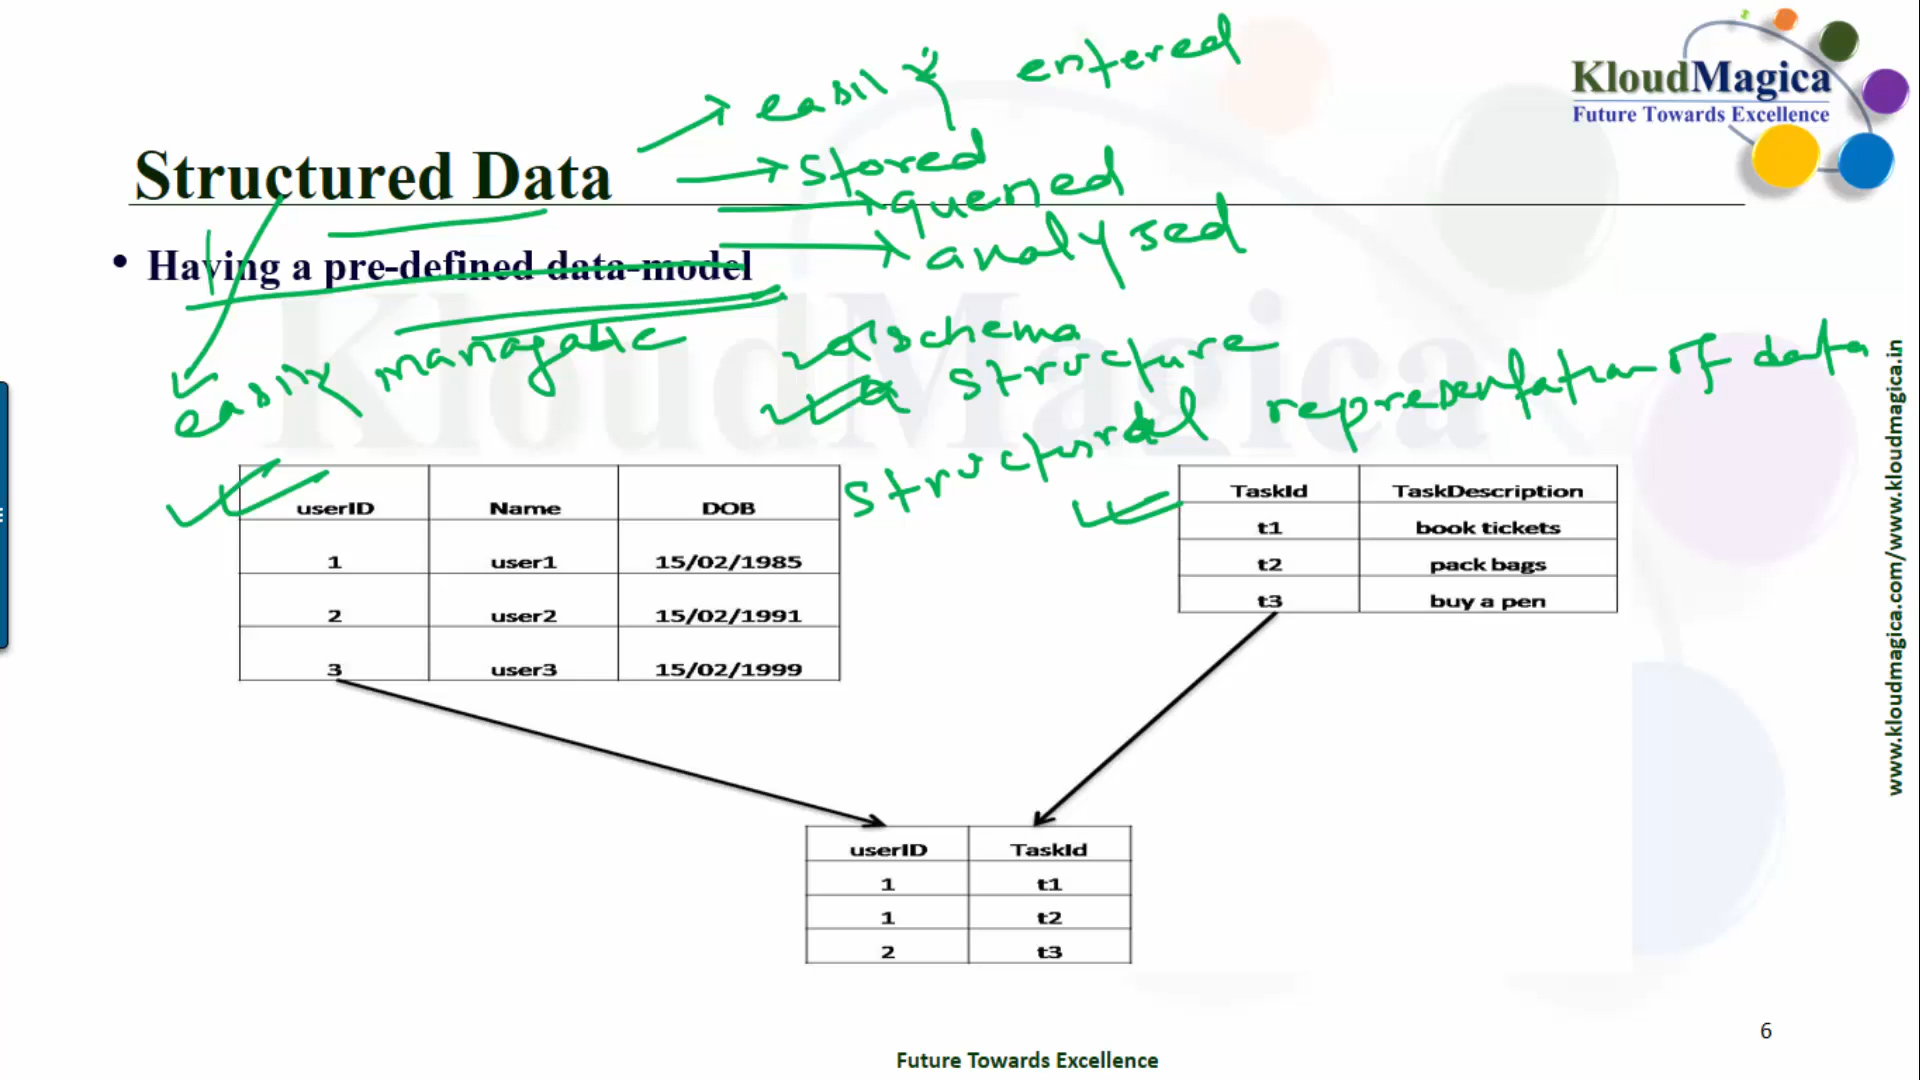 easily entered
KloudMagica
Future Towards Excellence
Structured Data
stored
queried
analysed
• Having a pre-defined data-model
easily managable
a schema
a structure
structural representation of data
userID Name DOB
1 user1 15/02/1985
2 user2 15/02/1991
3 user3 15/02/1999
TaskId TaskDescription
t1 book tickets
t2 pack bags
t3 buy a pen
userID TaskId
1 t1
1 t2
2 t3
www.kloudmagica.com/www.kloudmagica.in
KloudMagica
6
Future Towards Excellence